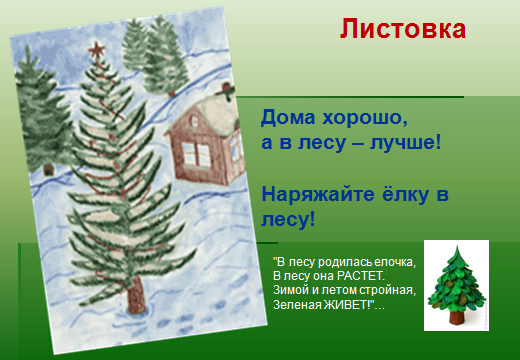 Листовка
Дома хорошо,
а в лесу – лучше!
Наряжайте ёлку в
лесу!
"В лесу родилась елочка,
В лесу она РАСТЕТ.
Зимой и летом стройная,
Зеленая ЖИВЕТ!"...